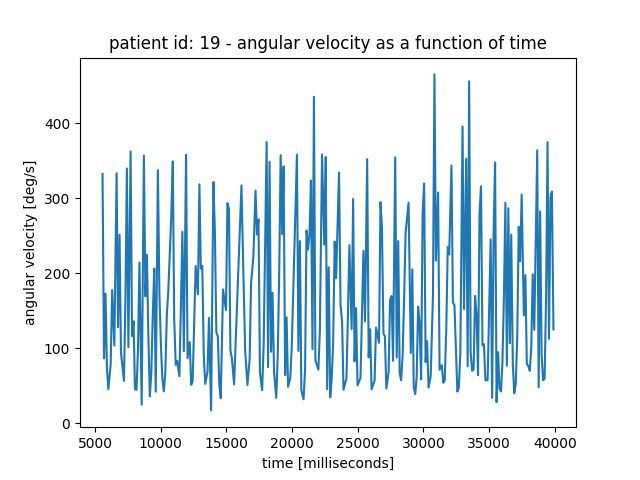 patient id: 19 - angular velocity as a function of time
angular velocity [deg/s]
400
300
200
100
0
5000 10000 15000 20000 25000 30000 35000 40000
time [milliseconds]